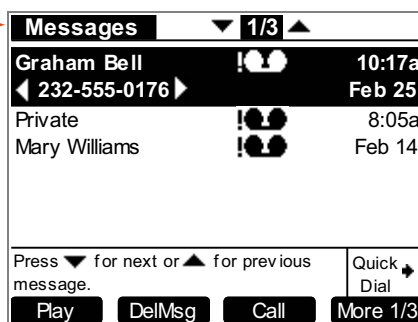 Messages 1/3
Graham Bell ! 10:17a
232-555-0176 Feb 25
Private 8:05a
Mary Williams ! Feb 14
Press for next or for previous
message.
Quick
Dial
Play DelMsg Call More 1/3